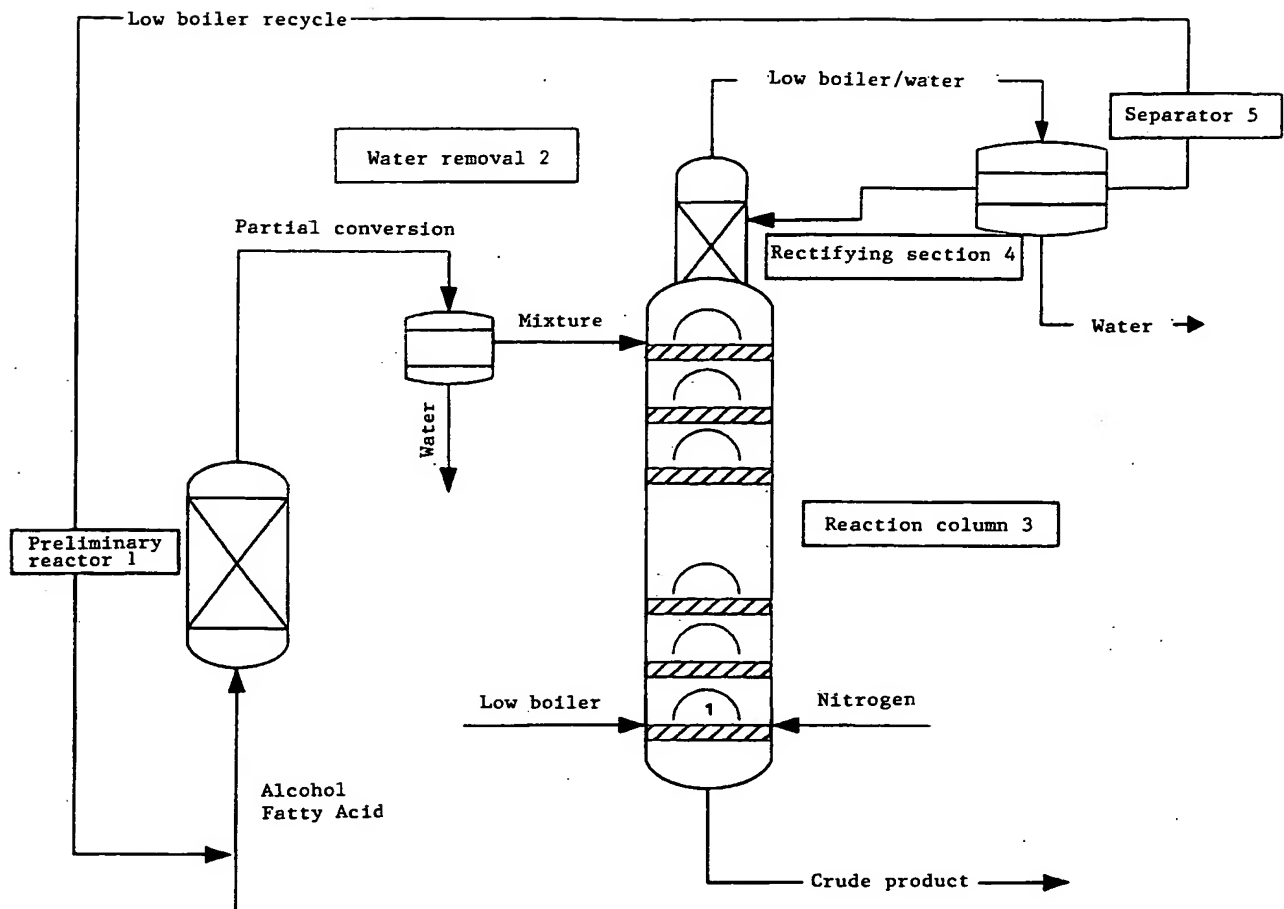 Low boiler recycle
Low boiler/water
Separator 5
Water removal 2
Partial conversion
Rectifying section 4
Mixture
Water
Water
Reaction column 3
Preliminary
reactor 1
Low boiler
1
Nitrogen
Alcohol
Fatty Acid
Crude product